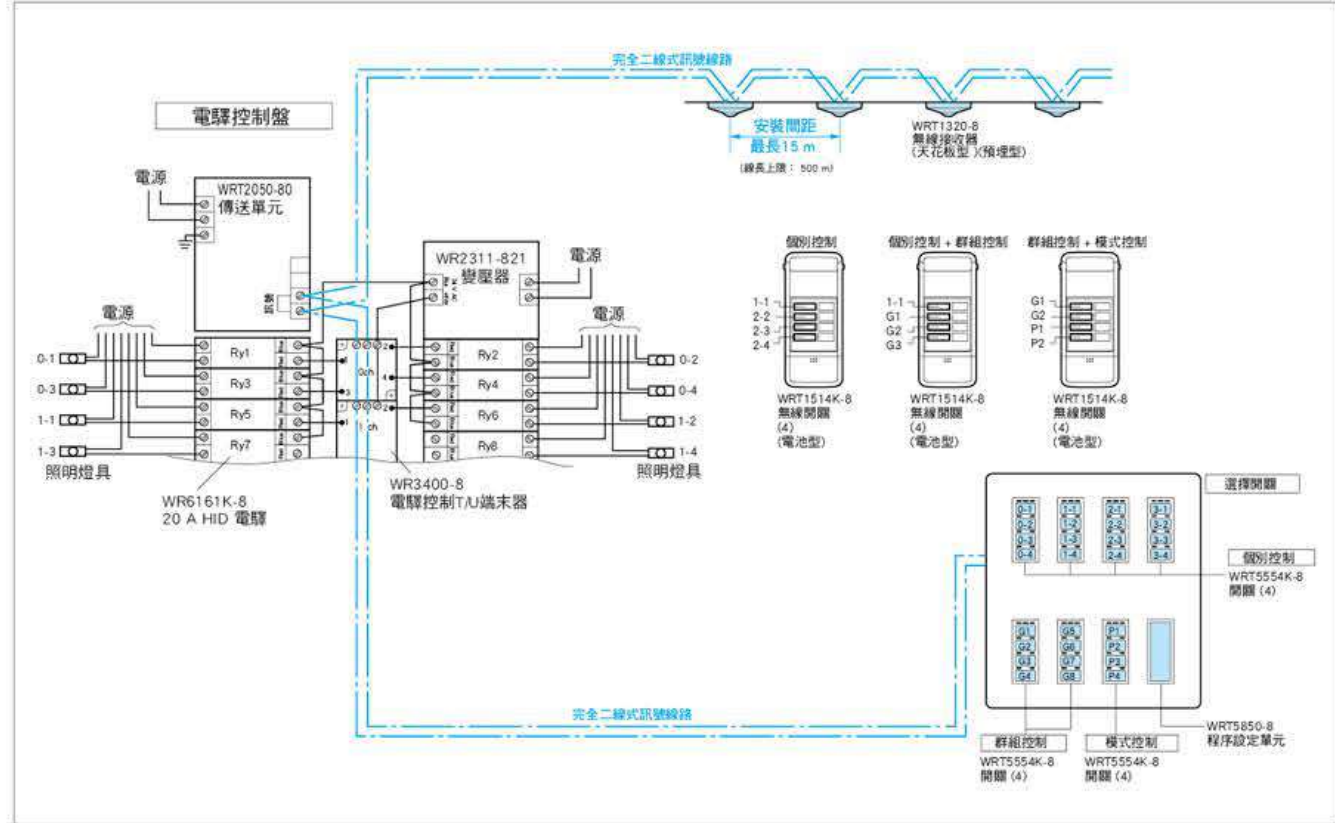 完全二線式訊號線路
電驛控制盤
安裝間距
最長15 m
(線長上限： 500 m)
WRT1320-8
無線接收器
(天花板型)(預埋型)
電源
WRT2050-80
傳送單元
訊號
WR2311-821
變壓器
電源
電源
電源
0-1
0-3
1-1
1-3
照明燈具
Ry1
Ry3
Ry5
Ry7
0ch
1 ch
2
4
3
2
1
Ry2
Ry4
Ry6
Ry8
0-2
0-4
1-2
1-4
照明燈具
WR6161K-8
20 A HID 電驛
WR3400-8
電驛控制T/U端末器
個別控制
1-1
2-2
2-3
2-4
WRT1514K-8
無線開關
(4)
(電池型)
個別控制 + 群組控制
1-1
G1
G2
G3
WRT1514K-8
無線開關
(4)
(電池型)
群組控制 + 模式控制
G1
G2
P1
P2
WRT1514K-8
無線開關
(4)
(電池型)
選擇開關
0-1
0-2
0-3
0-4
1-1
1-2
1-3
1-4
2-1
2-2
2-3
2-4
3-1
3-2
3-3
3-4
個別控制
WRT5554K-8
開關 (4)
G1
G2
G3
G4
G5
G6
G7
G8
P1
P2
P3
P4
完全二線式訊號線路
群組控制
WRT5554K-8
開關 (4)
模式控制
WRT5554K-8
開關 (4)
WRT5850-8
程序設定單元